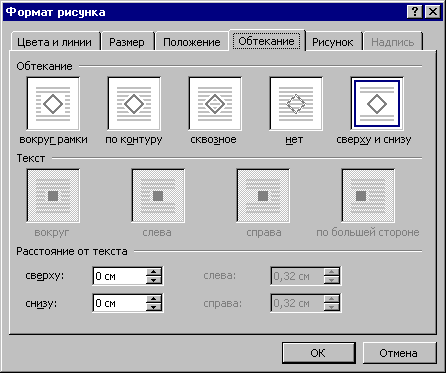 Формат рисунка
Цвета и линии Размер Положение Обтекание Рисунок Надпись
Обтекание
вокруг рамки по контуру сквозное нет сверху и снизу
Текст
вокруг слева справа по большей стороне
Расстояние от текста
сверху: 0 см слева: 0,32 см
снизу: 0 см справа: 0,32 см
ОК Отмена